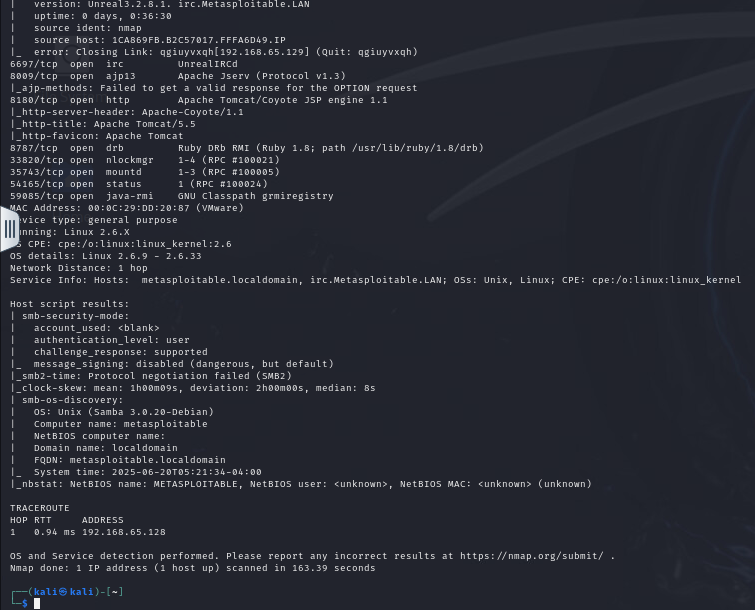 |   version: Unreal3.2.8.1. irc.Metasploitable.LAN
|   uptime: 0 days, 0:36:30
|   source ident: nmap
|   source host: 1CA869FB.B2C57017.FFFA6D49.IP
|_  error: Closing Link: qgiuyvxqh[192.168.65.129] (Quit: qgiuyvxqh)
6697/tcp  open  irc         UnrealIRCd
8009/tcp  open  ajp13       Apache Jserv (Protocol v1.3)
|_ajp-methods: Failed to get a valid response for the OPTION request
8180/tcp  open  http        Apache Tomcat/Coyote JSP engine 1.1
|_http-server-header: Apache-Coyote/1.1
|_http-title: Apache Tomcat/5.5
|_http-favicon: Apache Tomcat
8787/tcp  open  drb         Ruby DRb RMI (Ruby 1.8; path /usr/lib/ruby/1.8/drb)
33820/tcp open  nlockmgr    1-4 (RPC #100021)
35743/tcp open  mountd      1-3 (RPC #100005)
54165/tcp open  status      1 (RPC #100024)
59085/tcp open  java-rmi    GNU Classpath grmiregistry
MAC Address: 00:0C:29:DD:20:87 (VMware)
evice type: general purpose
unning: Linux 2.6.X
S CPE: cpe:/o:linux:linux_kernel:2.6
OS details: Linux 2.6.9 - 2.6.33
Network Distance: 1 hop
Service Info: Hosts:  metasploitable.localdomain, irc.Metasploitable.LAN; OSs: Unix, Linux; CPE: cpe:/o:linux:linux_kernel

Host script results:
| smb-security-mode:
|   account_used: <blank>
|   authentication_level: user
|   challenge_response: supported
|_  message_signing: disabled (dangerous, but default)
|_smb2-time: Protocol negotiation failed (SMB2)
|_clock-skew: mean: 1h00m09s, deviation: 2h00m00s, median: 8s
| smb-os-discovery:
|   OS: Unix (Samba 3.0.20-Debian)
|   Computer name: metasploitable
|   NetBIOS computer name:
|   Domain name: localdomain
|   FQDN: metasploitable.localdomain
|_  System time: 2025-06-20T05:21:34-04:00
|_nbstat: NetBIOS name: METASPLOITABLE, NetBIOS user: <unknown>, NetBIOS MAC: <unknown> (unknown)

TRACEROUTE
HOP RTT     ADDRESS
1   0.94 ms 192.168.65.128

OS and Service detection performed. Please report any incorrect results at https://nmap.org/submit/ .
Nmap done: 1 IP address (1 host up) scanned in 163.39 seconds

┌──(kali㉿kali)-[~]
└─$